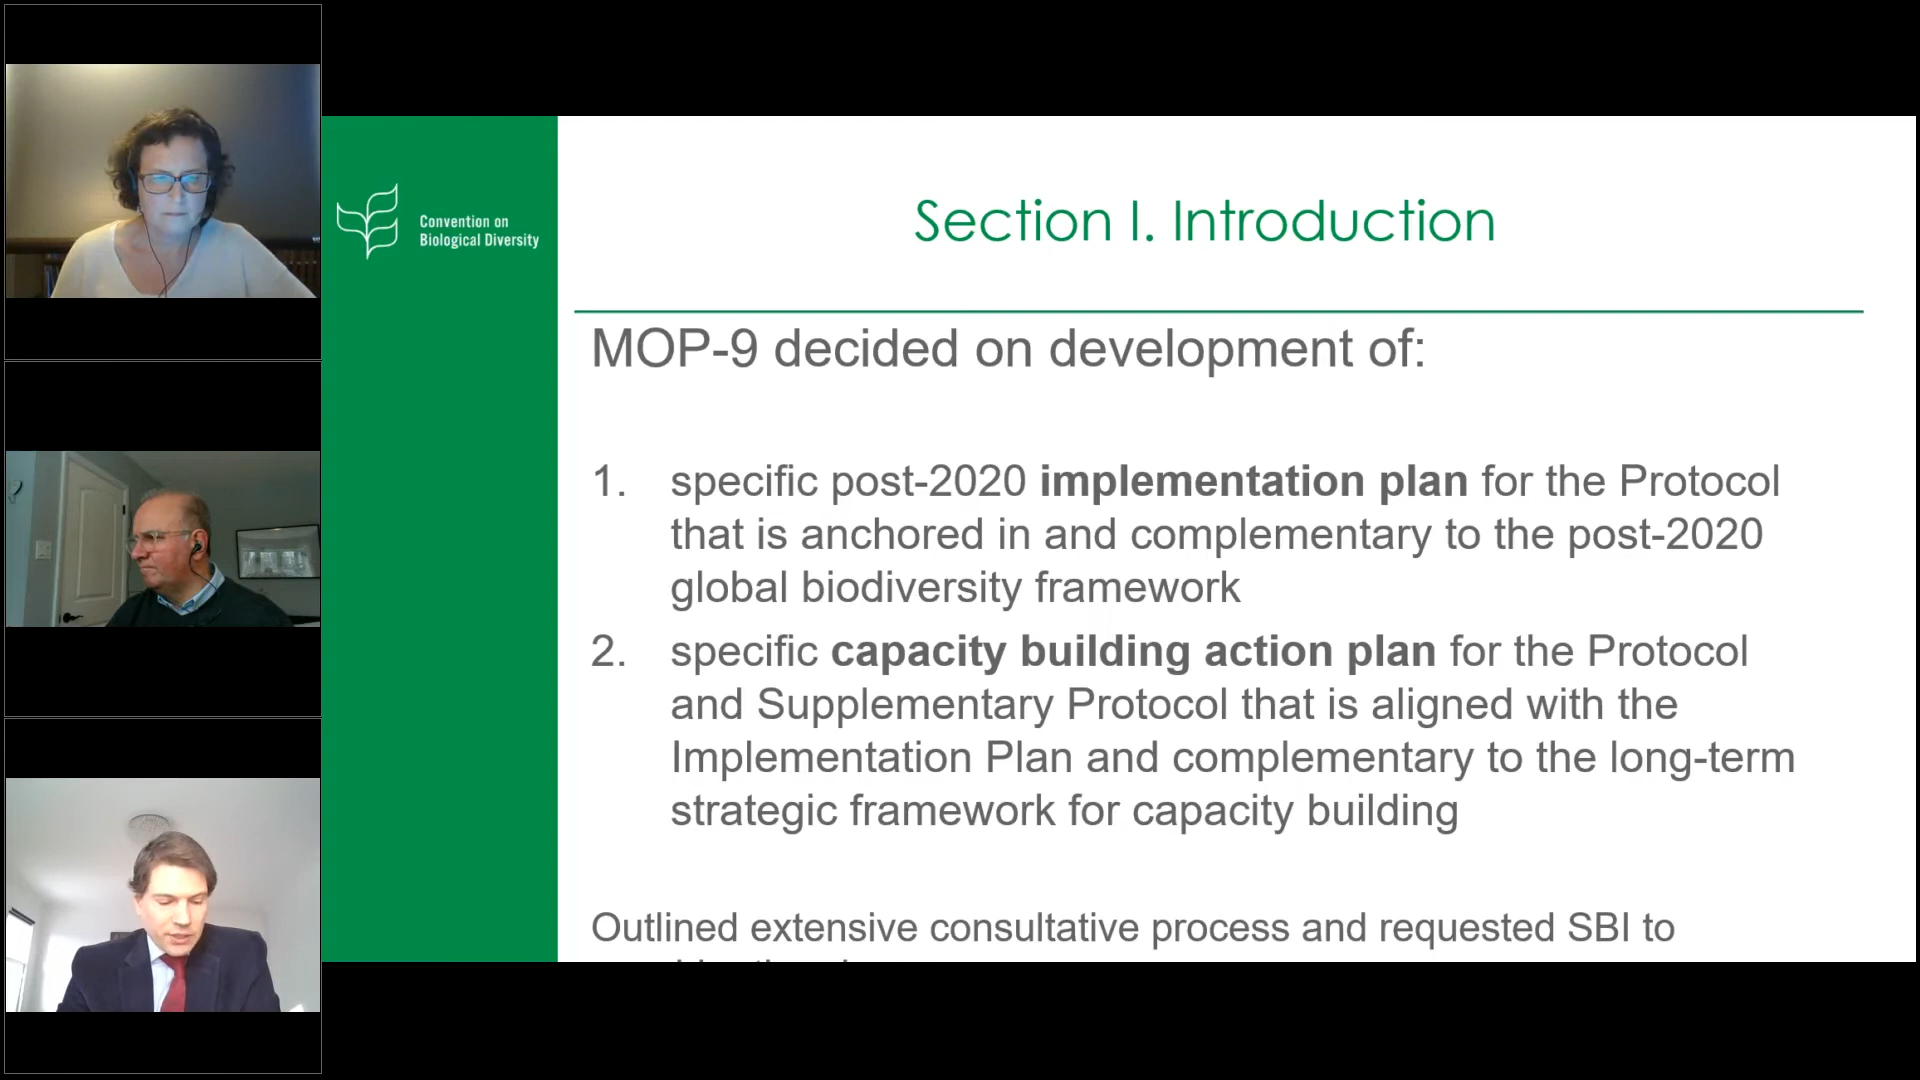 Convention on
Biological Diversity
Section I. Introduction
MOP-9 decided on development of:
1. specific post-2020 implementation plan for the Protocol
that is anchored in and complementary to the post-2020
global biodiversity framework
2. specific capacity building action plan for the Protocol
and Supplementary Protocol that is aligned with the
Implementation Plan and complementary to the long-term
strategic framework for capacity building
Outlined extensive consultative process and requested SBI to